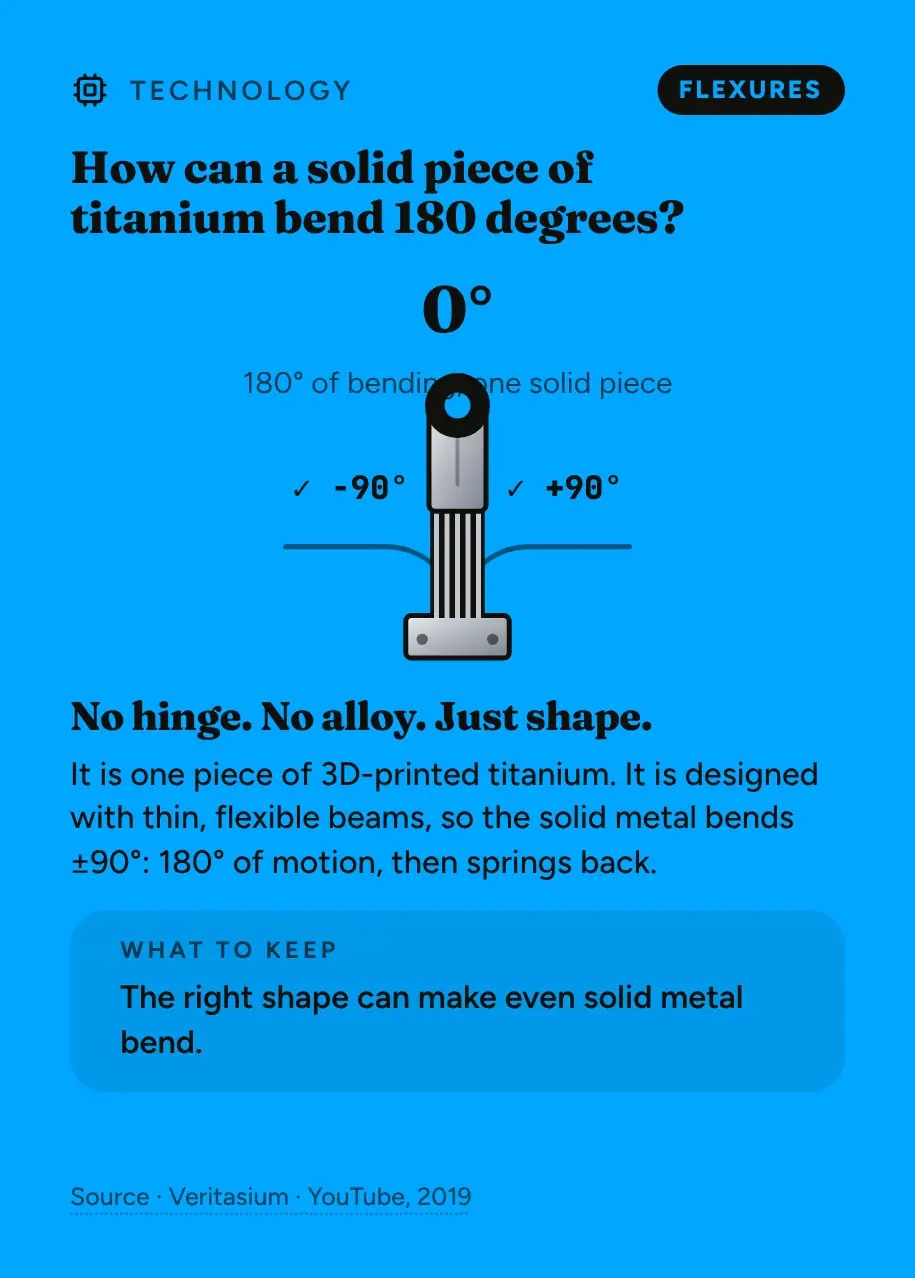 TECHNOLOGY
FLEXURES
How can a solid piece of
titanium bend 180 degrees?
0°
180° of bending, one solid piece
✓ -90°
✓ +90°
No hinge. No alloy. Just shape.
It is one piece of 3D-printed titanium. It is designed
with thin, flexible beams, so the solid metal bends
±90°: 180° of motion, then springs back.
WHAT TO KEEP
The right shape can make even solid metal
bend.
Source · Veritasium · YouTube, 2019